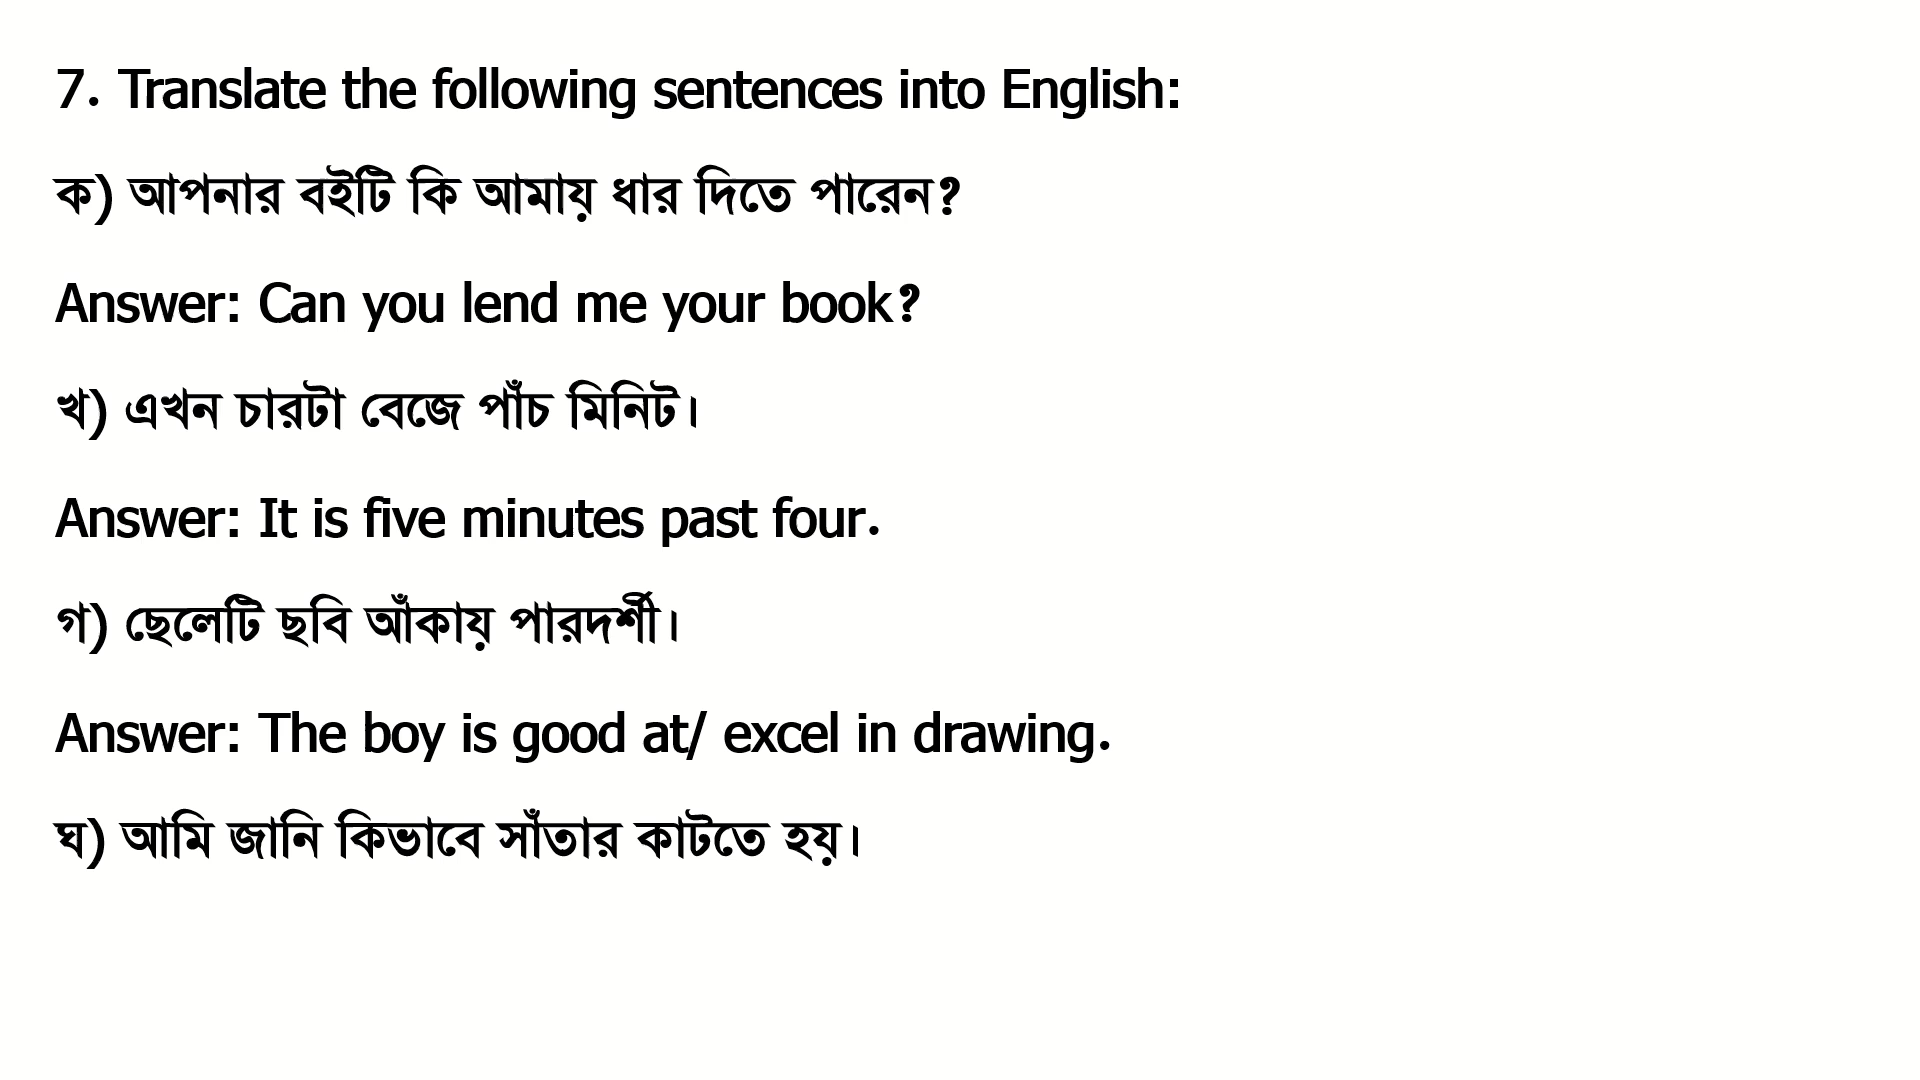 7. Translate the following sentences into English:
ক) আপনার বইটি কি আমায় ধার দিতে পারেন?
Answer: Can you lend me your book?
খ) এখন চারটা বেজে পাঁচ মিনিট।
Answer: It is five minutes past four.
গ) ছেলেটি ছবি আঁকায় পারদর্শী।
Answer: The boy is good at/ excel in drawing.
ঘ) আমি জানি কিভাবে সাঁতার কাটতে হয়।